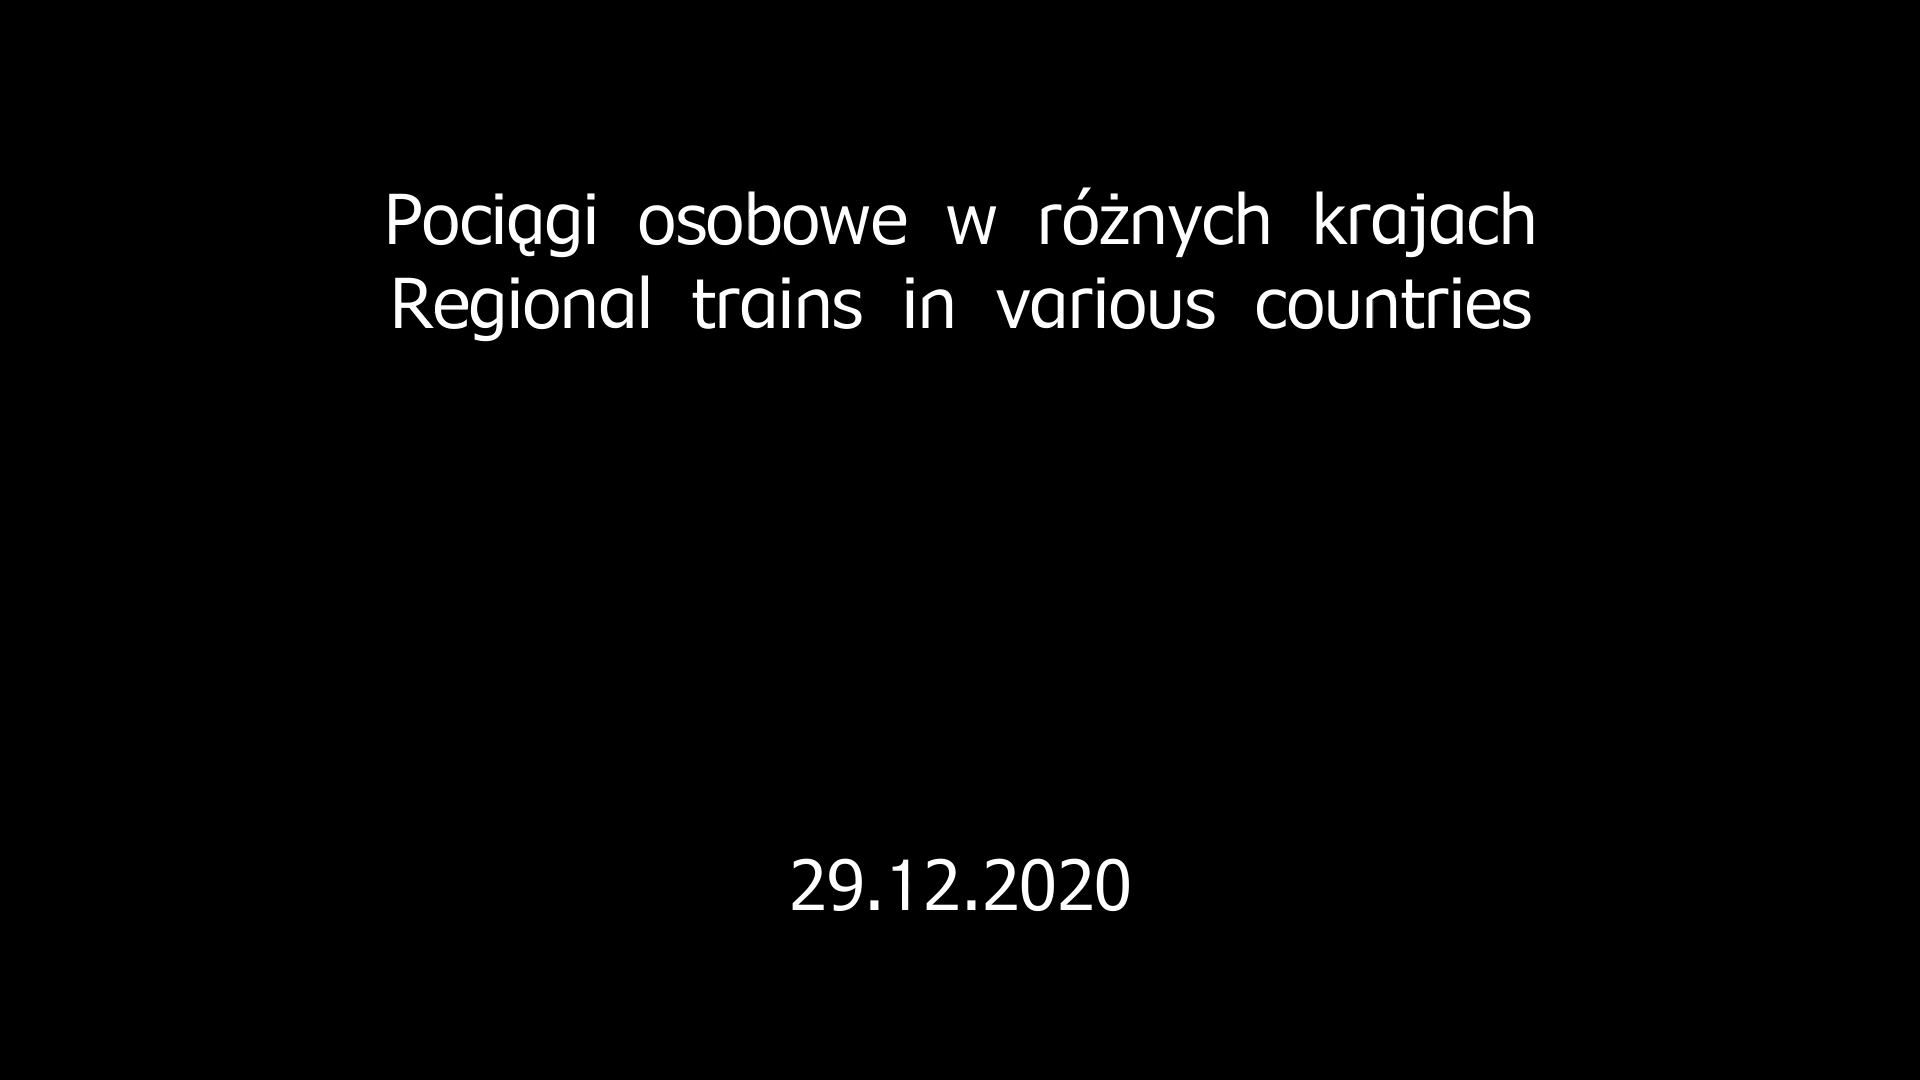 Pociągi osobowe w różnych krajach
Regional trains in various countries
29.12.2020